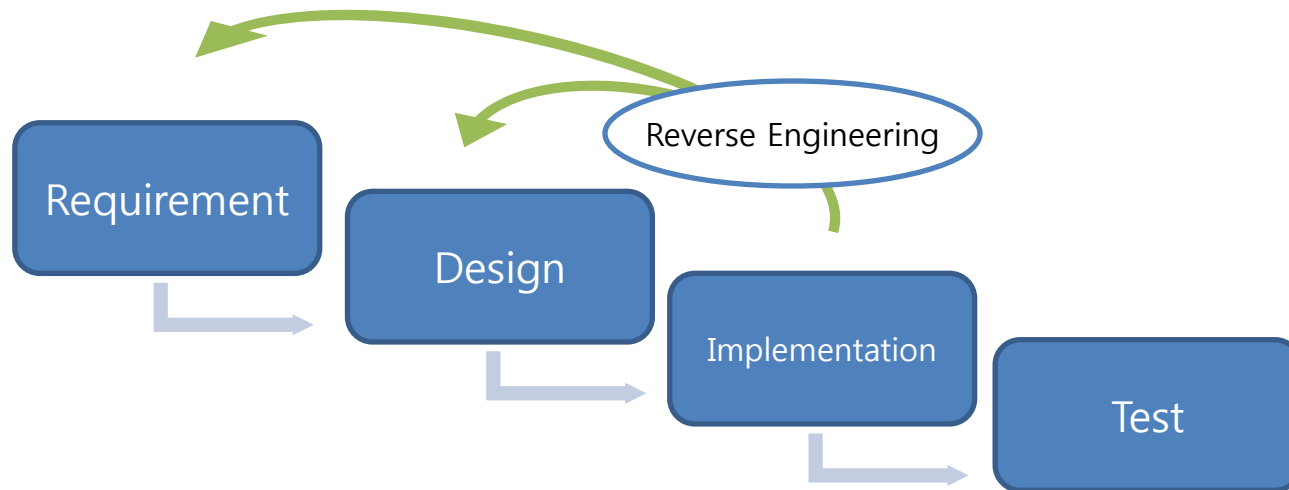 Reverse Engineering
Requirement
Design
Implementation
Test